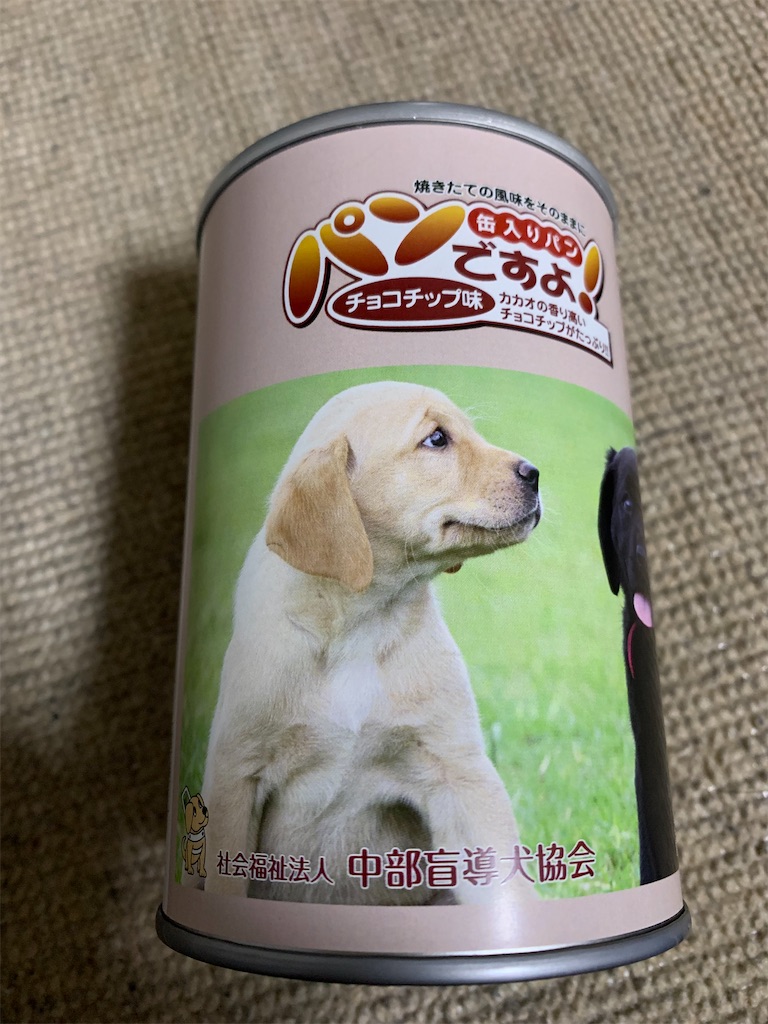 焼きたての風味をそのままに
缶入りパン
パンですよ!
チョコチップ味
カカオの香り高い
チョコチップがたっぷり!!
社会福祉法人 中部盲導犬協会